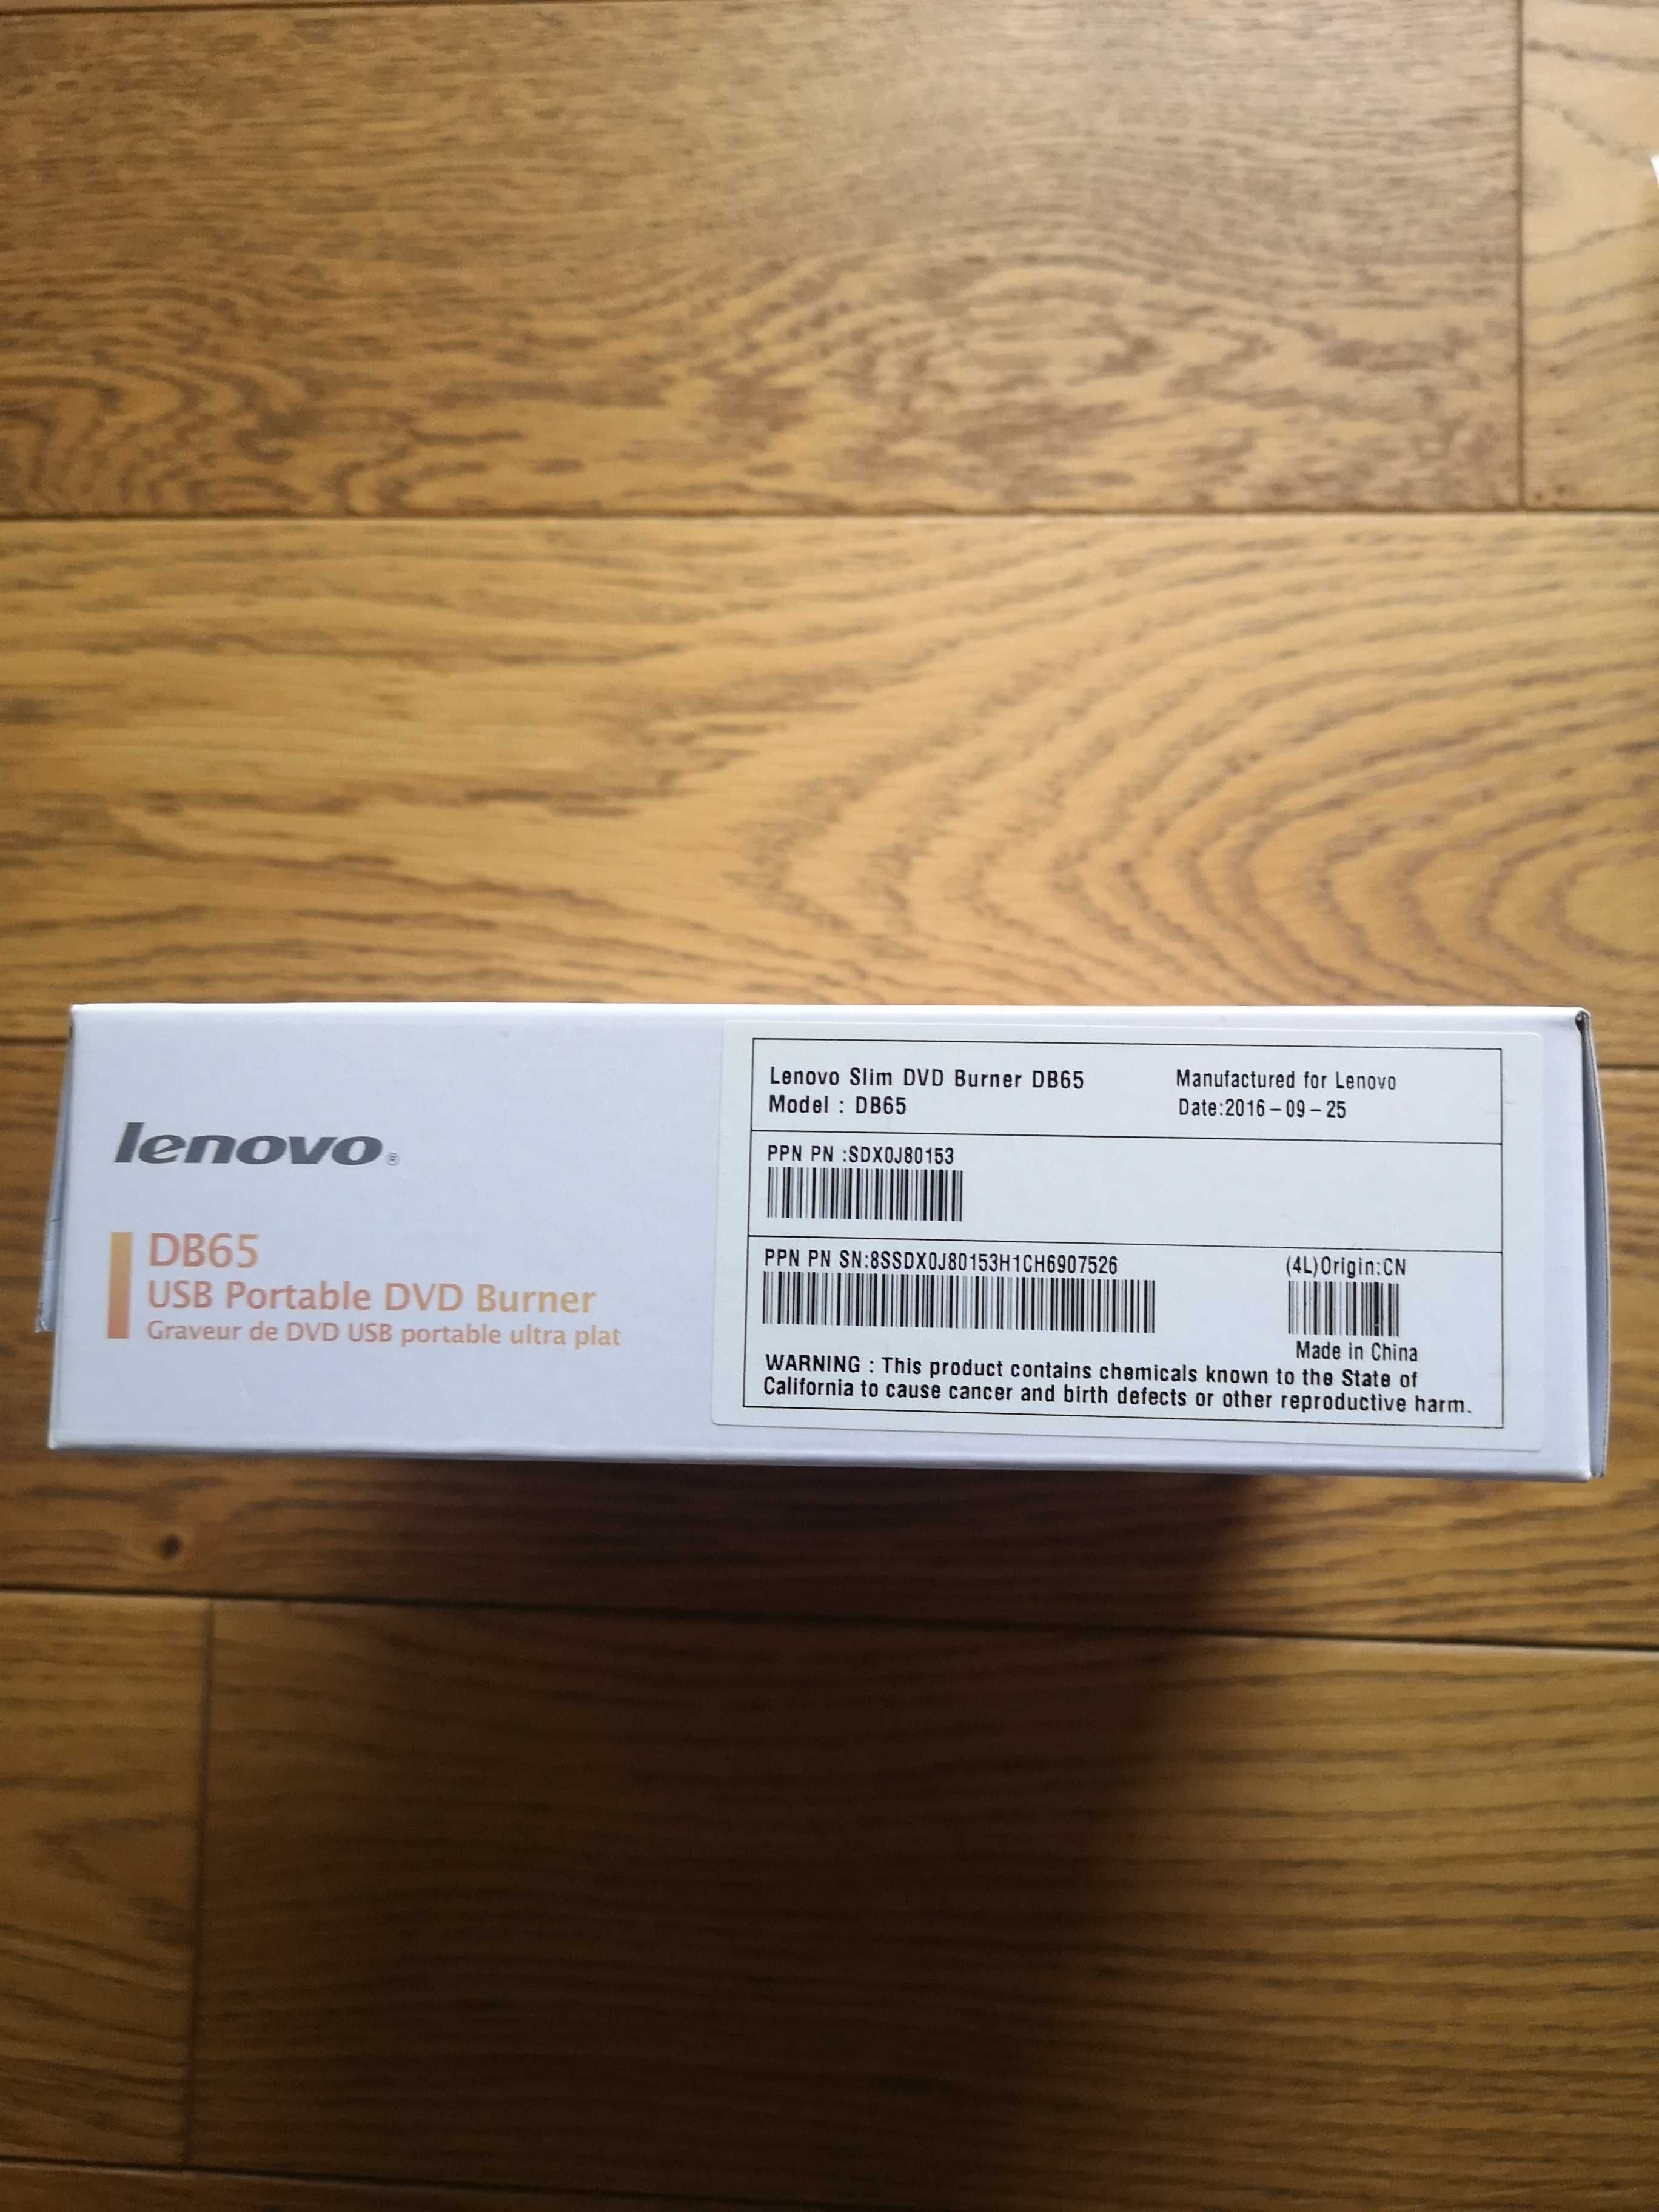 lenovo®
DB65
USB Portable DVD Burner
Graveur de DVD USB portable ultra plat
Lenovo Slim DVD Burner DB65
Model : DB65
Manufactured for Lenovo
Date:2016-09-25
PPN PN :SDX0J80153
PPN PN SN:8SSDX0J80153H1CH6907526
(4L)Origin:CN
Made in China
WARNING : This product contains chemicals known to the State of
California to cause cancer and birth defects or other reproductive harm.